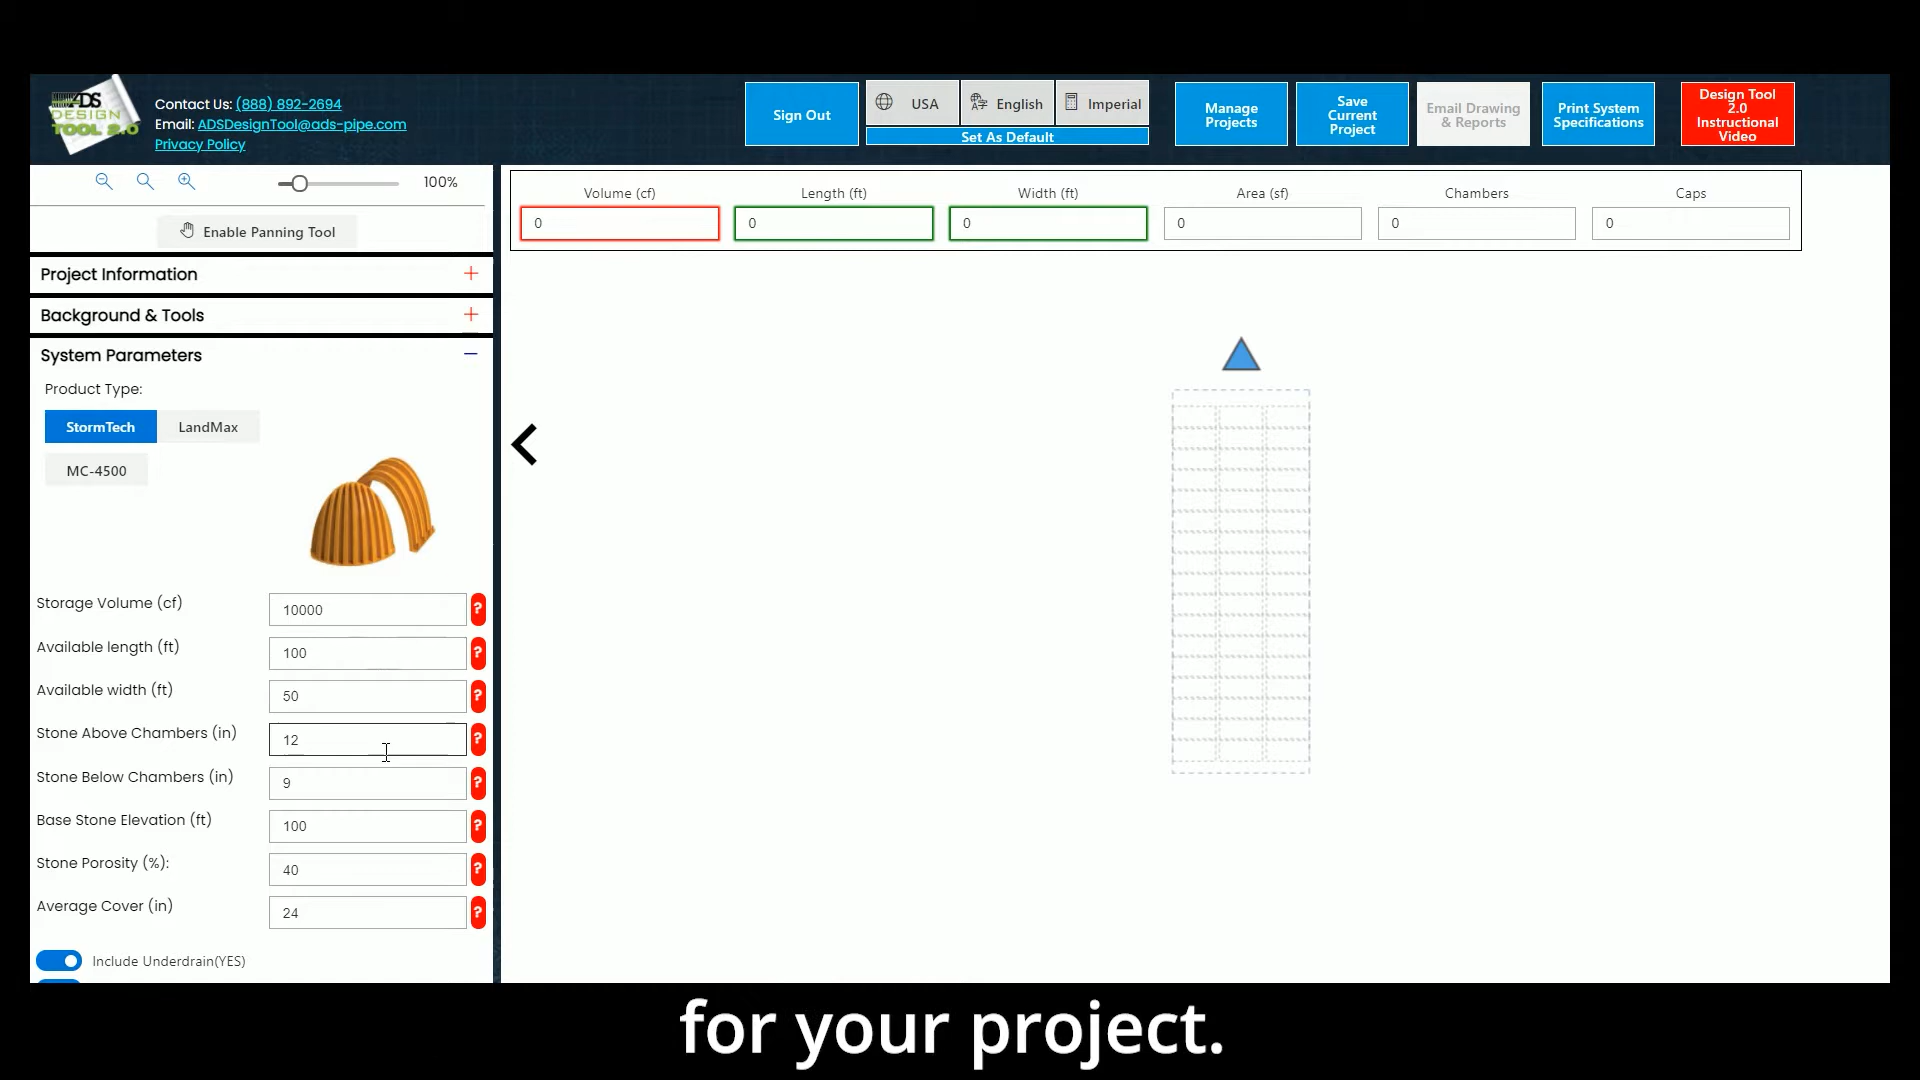 ADS
DESIGN
TOOL 2.0
Contact Us: (888) 892-2694
Email: ADSDesignTool@ads-pipe.com
Privacy Policy
Sign Out
USA
English
Imperial
Set As Default
Manage
Projects
Save
Current
Project
Email Drawing
& Reports
Print System
Specifications
Design Tool
2.0
Instructional
Video
100%
Enable Panning Tool
Project Information
Background & Tools
System Parameters
Product Type:
StormTech
LandMax
MC-4500
Storage Volume (cf)
10000
?
Available length (ft)
100
?
Available width (ft)
50
?
Stone Above Chambers (in)
12
?
Stone Below Chambers (in)
9
?
Base Stone Elevation (ft)
100
?
Stone Porosity (%):
40
?
Average Cover (in)
24
?
Include Underdrain(YES)
Volume (cf)
Length (ft)
Width (ft)
Area (sf)
Chambers
Caps
0
0
0
0
0
0
for your project.